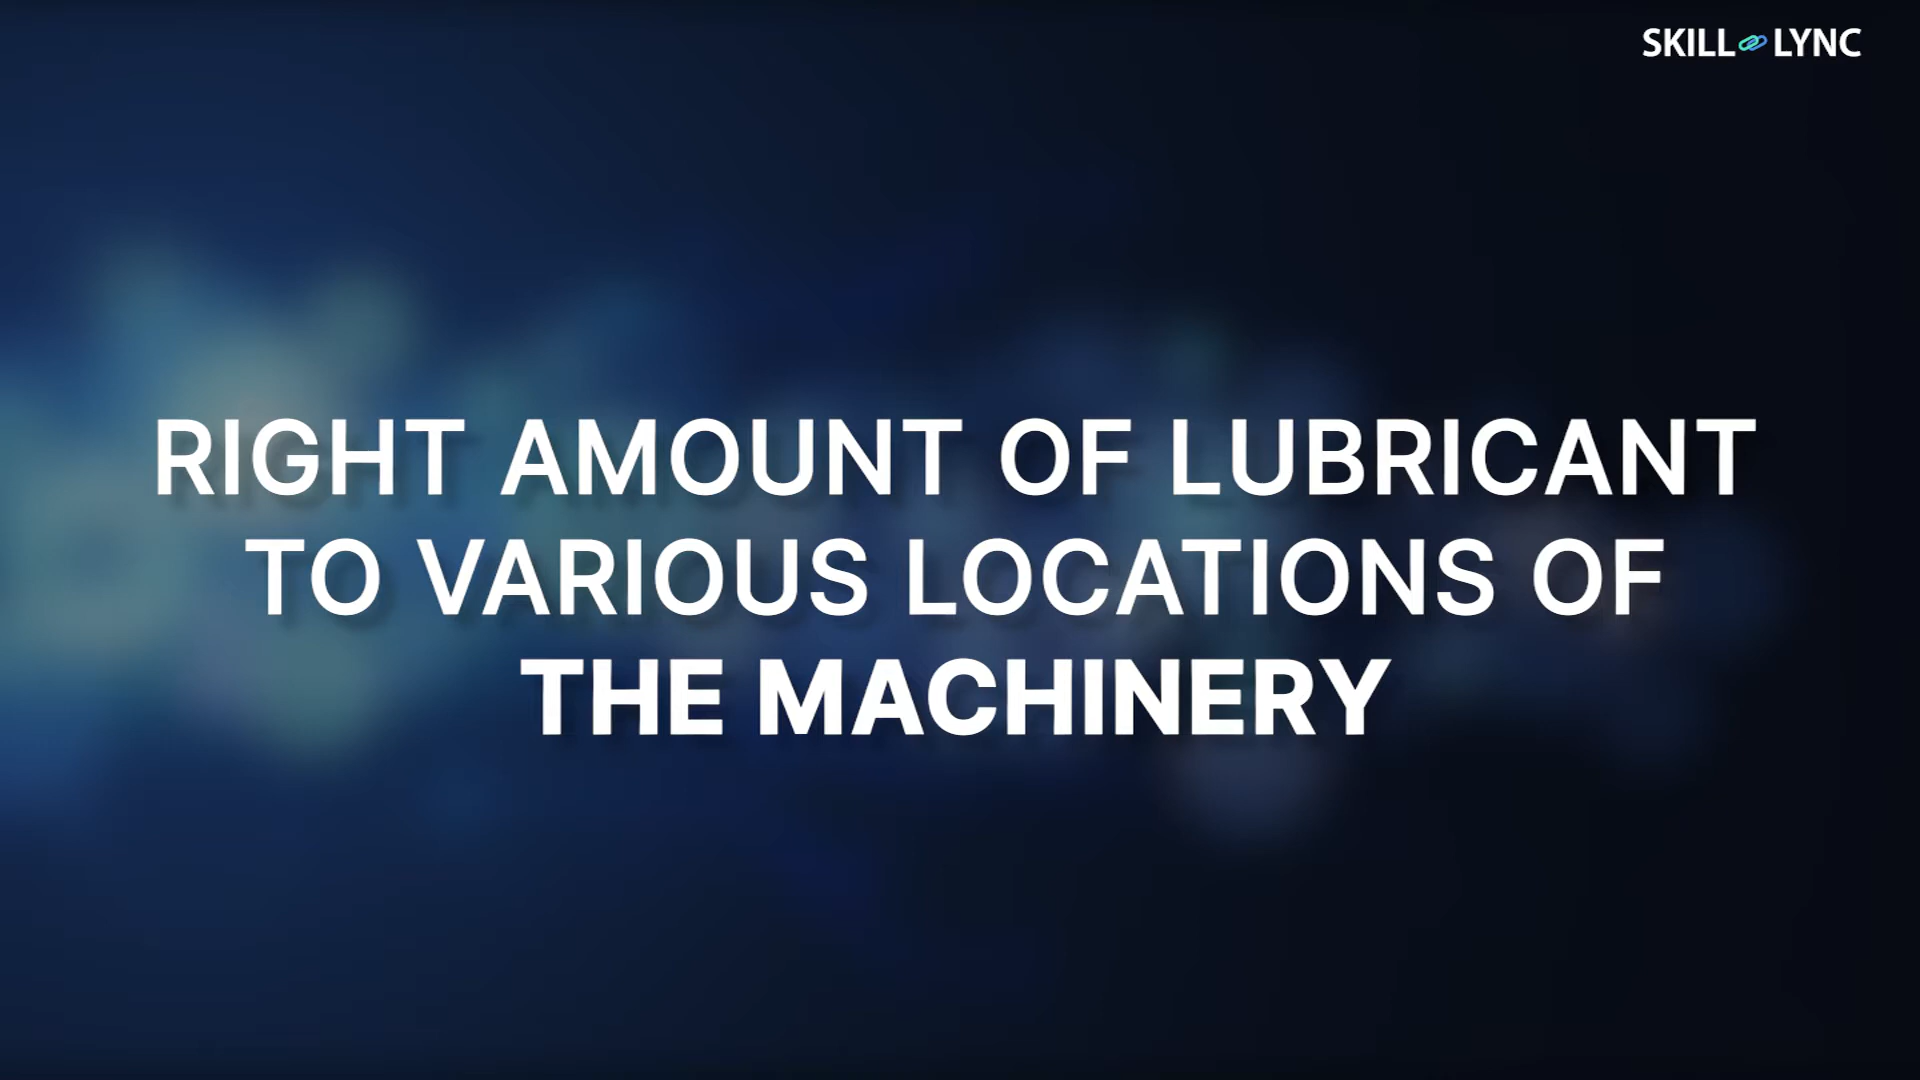 SKILL LYNC
RIGHT AMOUNT OF LUBRICANT
TO VARIOUS LOCATIONS OF
THE MACHINERY